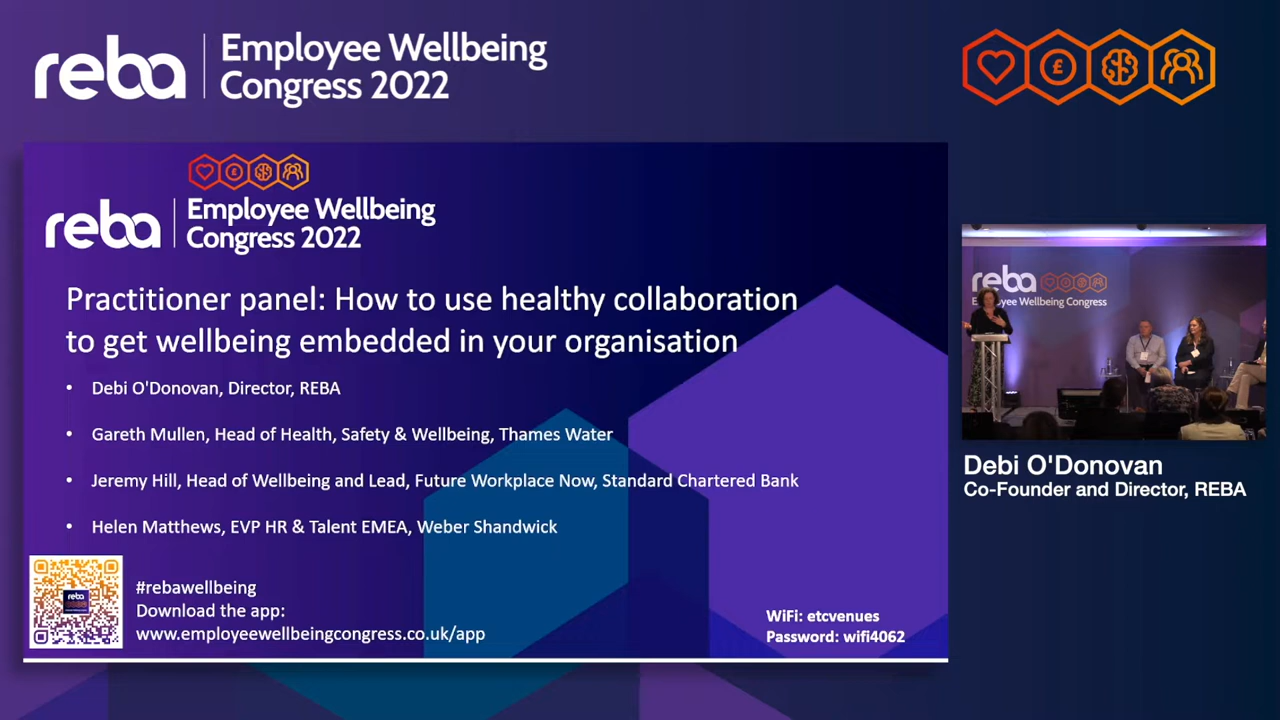 reba
Employee Wellbeing
Congress 2022
£
£
reba
Employee Wellbeing
Congress 2022
Practitioner panel: How to use healthy collaboration
to get wellbeing embedded in your organisation
• Debi O'Donovan, Director, REBA
• Gareth Mullen, Head of Health, Safety & Wellbeing, Thames Water
• Jeremy Hill, Head of Wellbeing and Lead, Future Workplace Now, Standard Chartered Bank
• Helen Matthews, EVP HR & Talent EMEA, Weber Shandwick
reba
#rebawellbeing
Download the app:
www.employeewellbeingcongress.co.uk/app
WiFi: etcvenues
Password: wifi4062
reba
Employee Wellbeing Congress
Debi O'Donovan
Co-Founder and Director, REBA